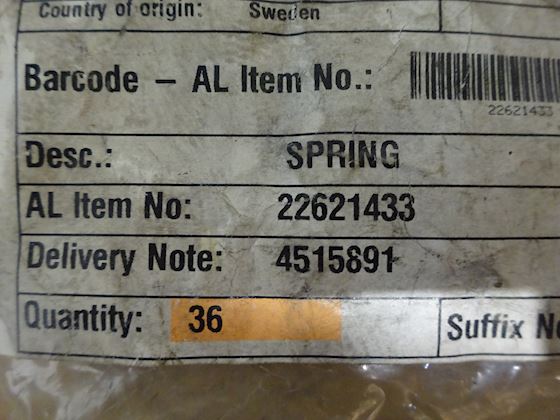 Country of origin: Sweden
Barcode – AL Item No.:
22621433
Desc.: SPRING
AL Item No: 22621433
Delivery Note: 4515891
Quantity: 36 Suffix